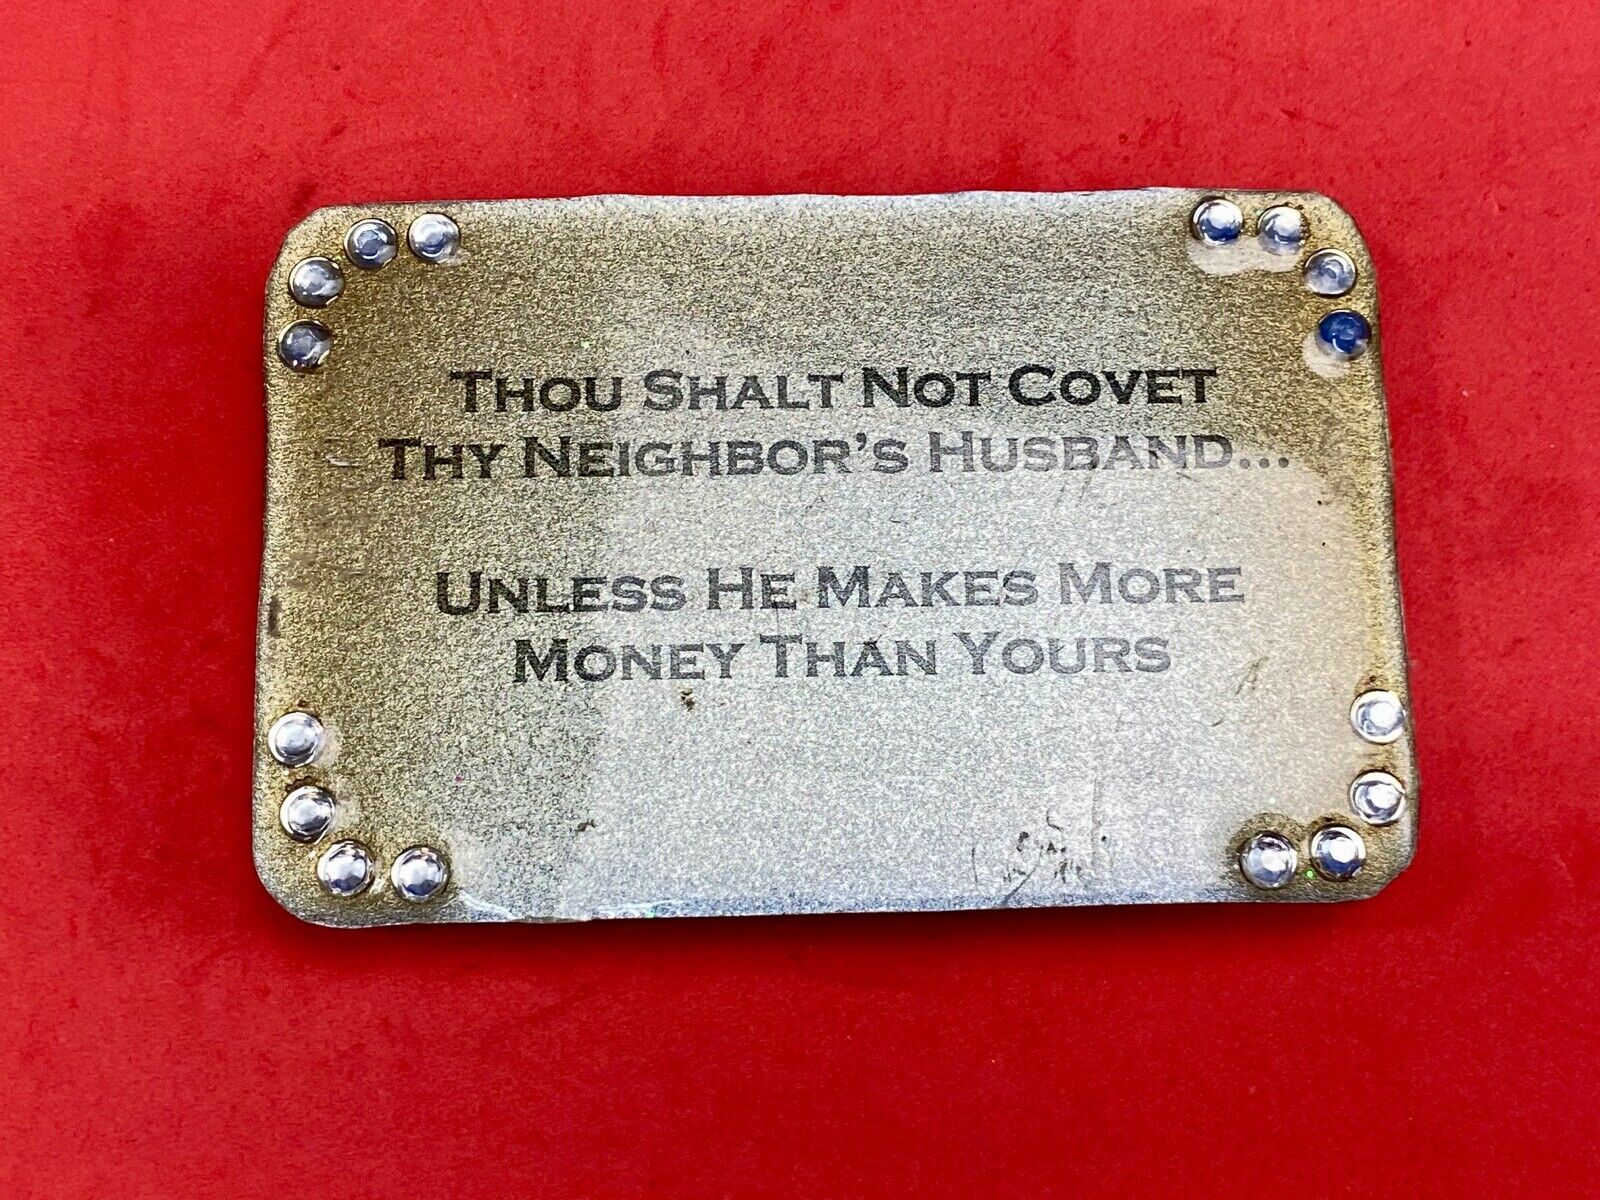 Thou Shalt Not Covet
Thy Neighbor's Husband...
Unless He Makes More
Money Than Yours